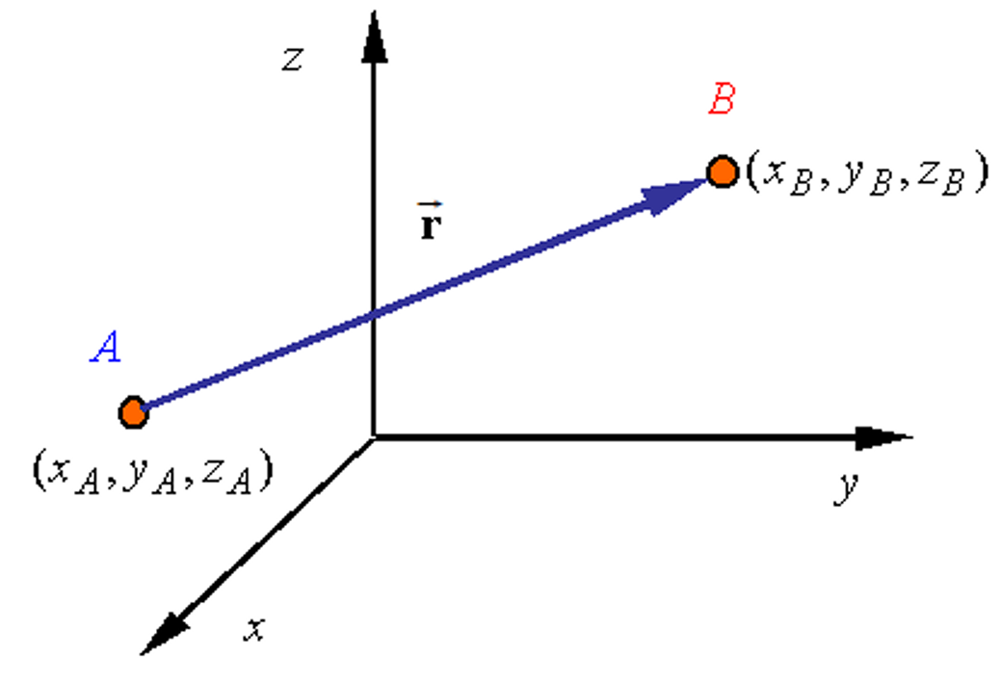 z
B
(x_B, y_B, z_B)
r⃗
A
(x_A, y_A, z_A)
y
x